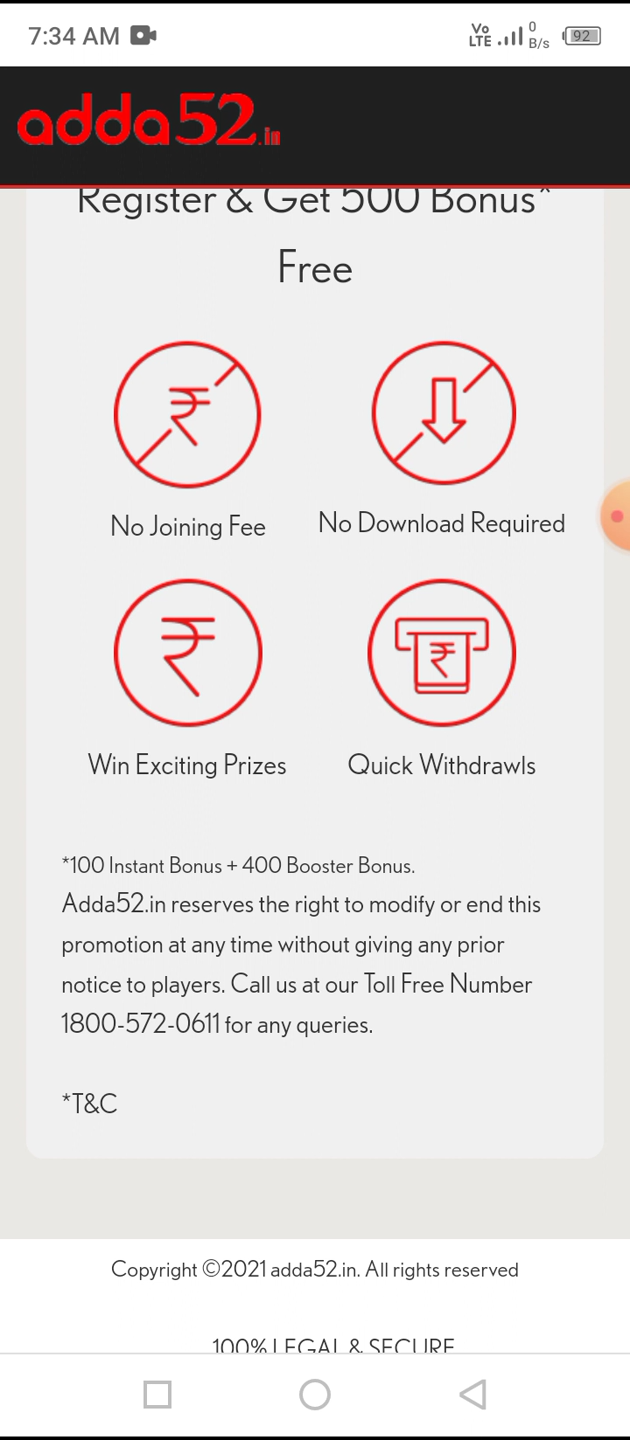 7:34 AM
Vo LTE 0 B/s 92
adda52.in
Register & Get 500 Bonus*
Free
No Joining Fee
No Download Required
Win Exciting Prizes
Quick Withdrawls
*100 Instant Bonus + 400 Booster Bonus.
Adda52.in reserves the right to modify or end this
promotion at any time without giving any prior
notice to players. Call us at our Toll Free Number
1800-572-0611 for any queries.
*T&C
Copyright ©2021 adda52.in. All rights reserved
100% LEGAL & SECURE